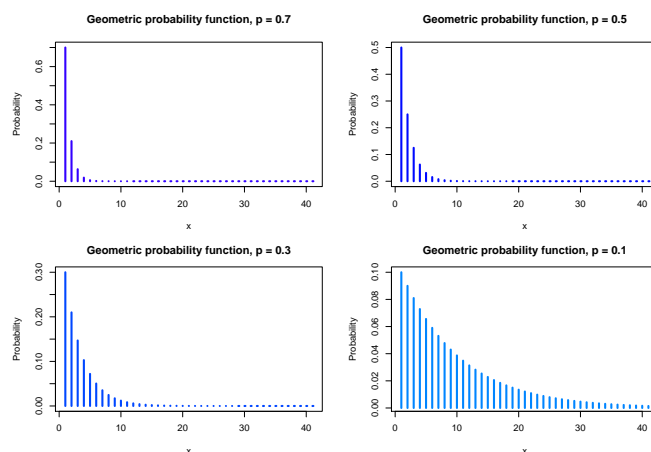 Geometric probability function, p = 0.7
Probability
0.0 0.2 0.4 0.6
0 10 20 30 40
x
Geometric probability function, p = 0.5
Probability
0.0 0.1 0.2 0.3 0.4 0.5
0 10 20 30 40
x
Geometric probability function, p = 0.3
Probability
0.00 0.10 0.20 0.30
0 10 20 30 40
x
Geometric probability function, p = 0.1
Probability
0.00 0.02 0.04 0.06 0.08 0.10
0 10 20 30 40
x